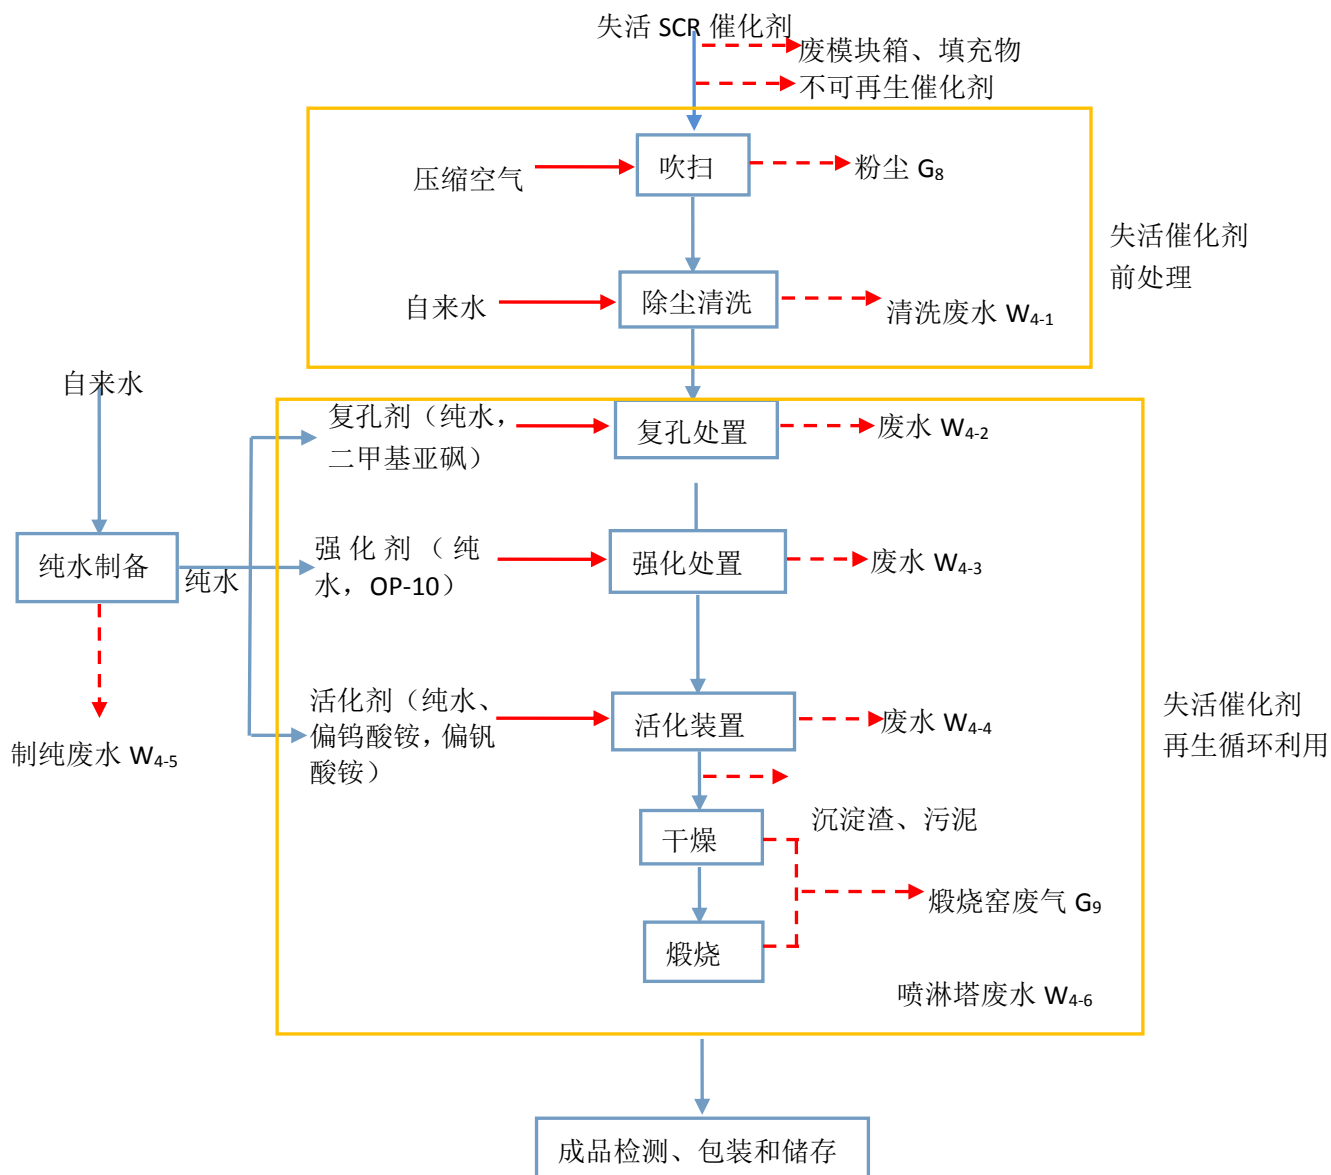 失活 SCR 催化剂
废模块箱、填充物
不可再生催化剂
吹扫
压缩空气
粉尘 G₈
失活催化剂
前处理
自来水
除尘清洗
清洗废水 W₄₋₁
自来水
复孔剂（纯水，
二甲基亚砜）
复孔处置
废水 W₄₋₂
纯水制备
纯水
强化剂（纯
水，OP-10）
强化处置
废水 W₄₋₃
活化剂（纯水、
偏钨酸铵，偏钒
酸铵）
活化装置
废水 W₄₋₄
失活催化剂
再生循环利用
制纯废水 W₄₋₅
沉淀渣、污泥
干燥
煅烧窑废气 G₉
煅烧
喷淋塔废水 W₄₋₆
成品检测、包装和储存